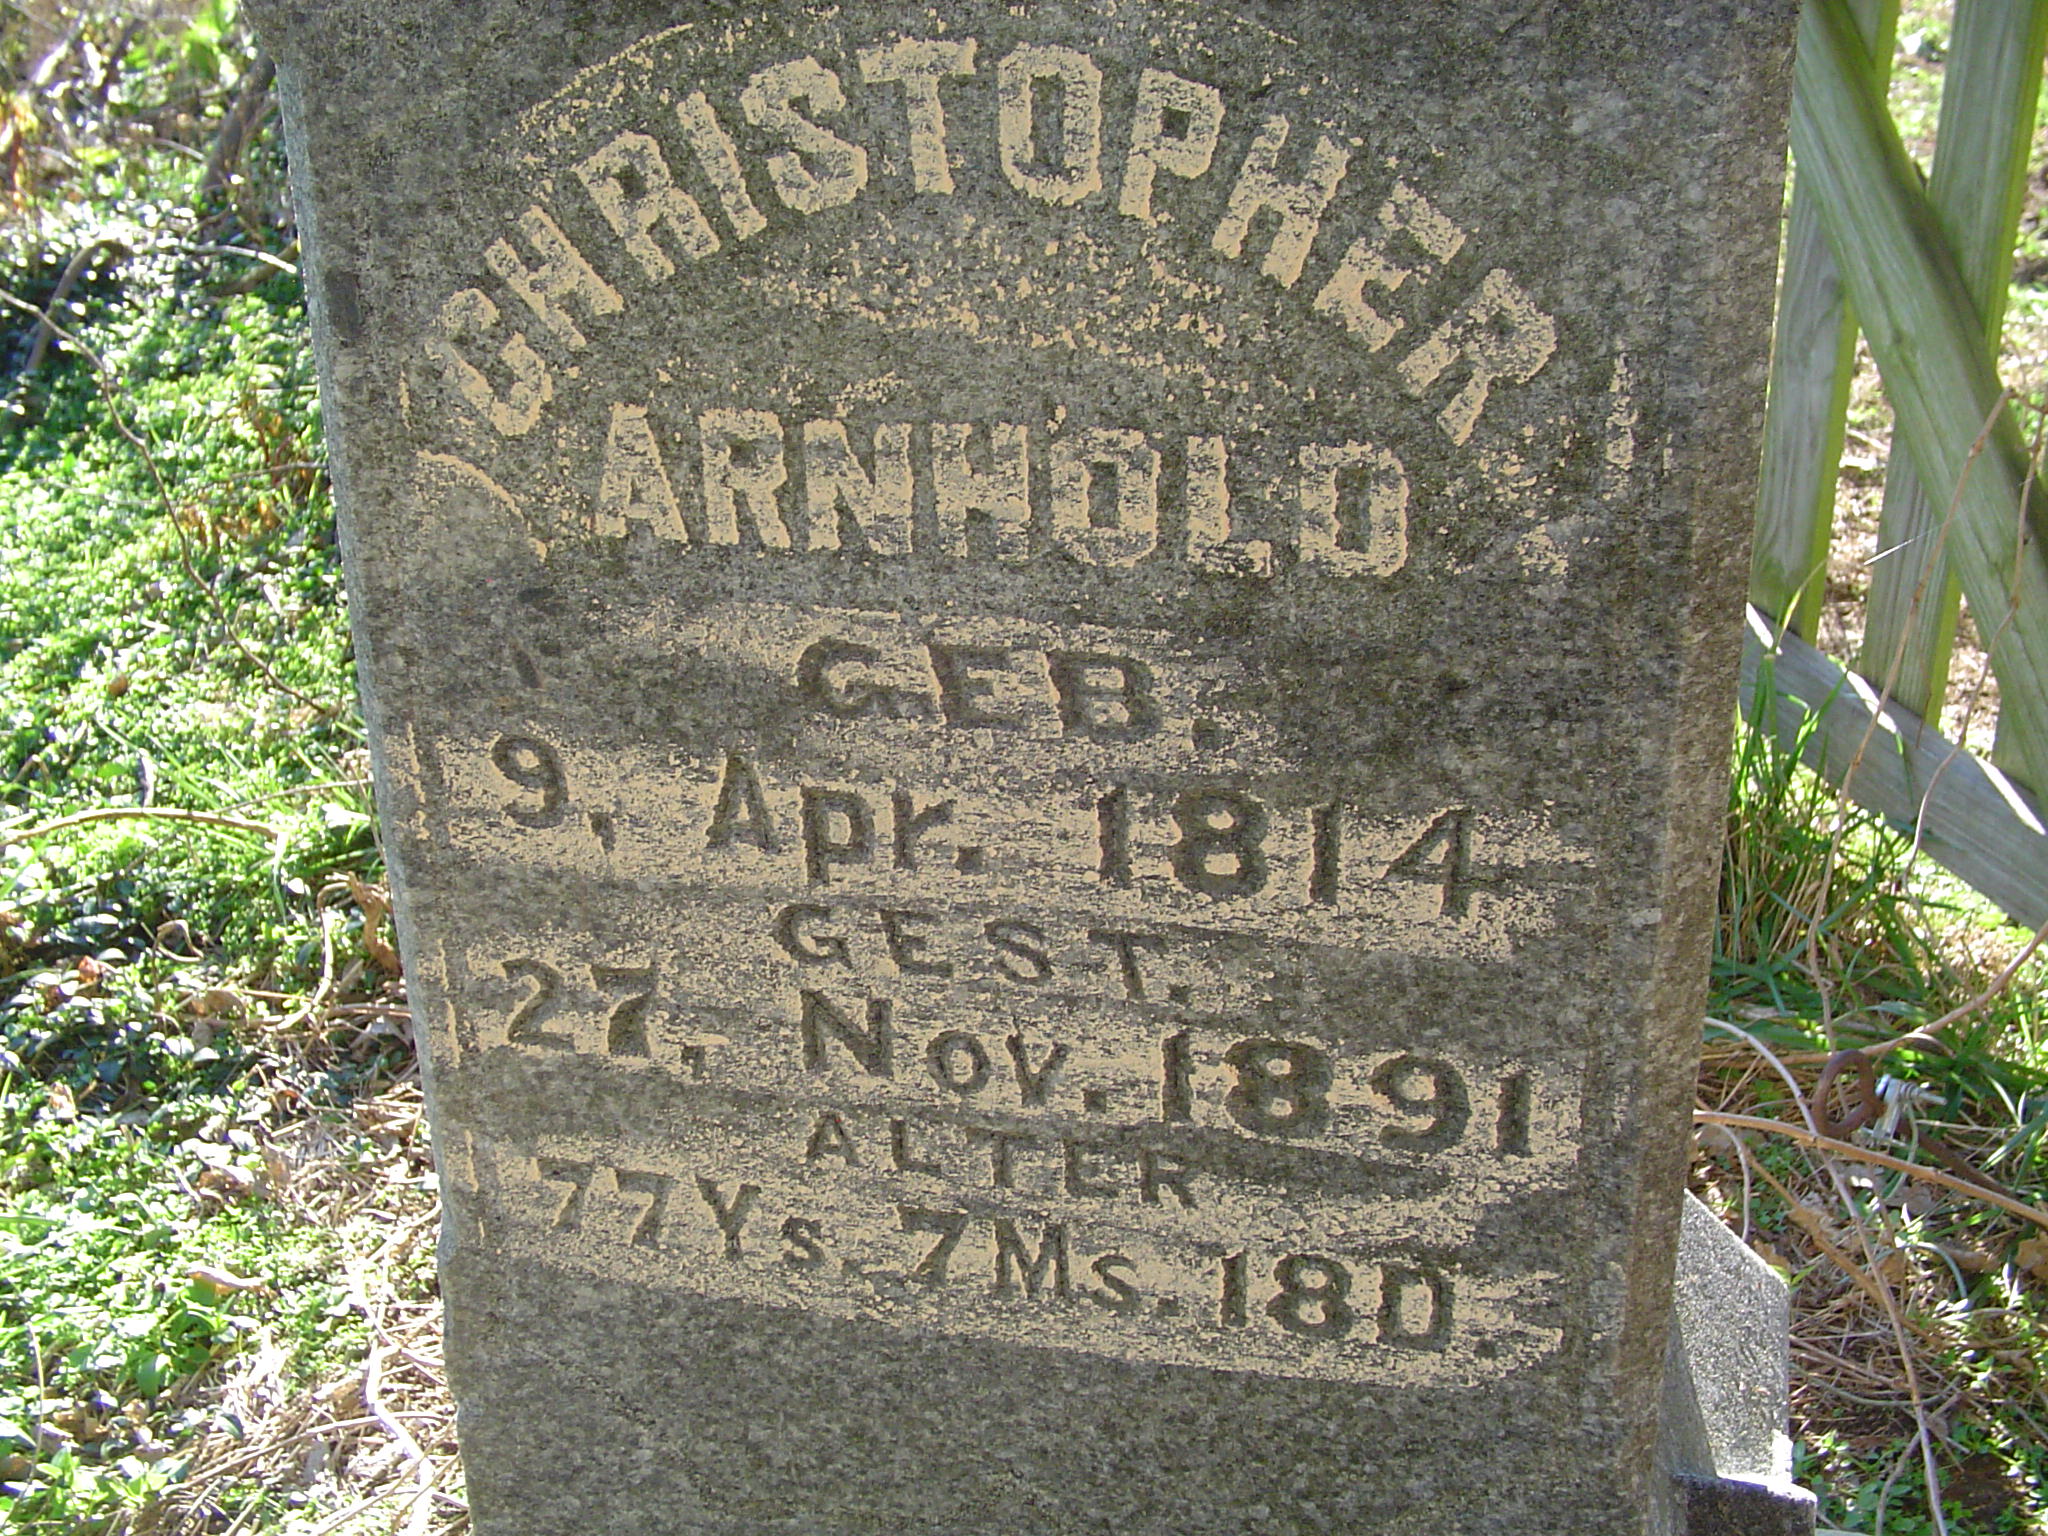 CHRISTOPHER
ARNHOLD
GEB.
9, Apr. 1814
GEST.
27, Nov. 1891
ALTER
77Ys. 7Ms. 18D.